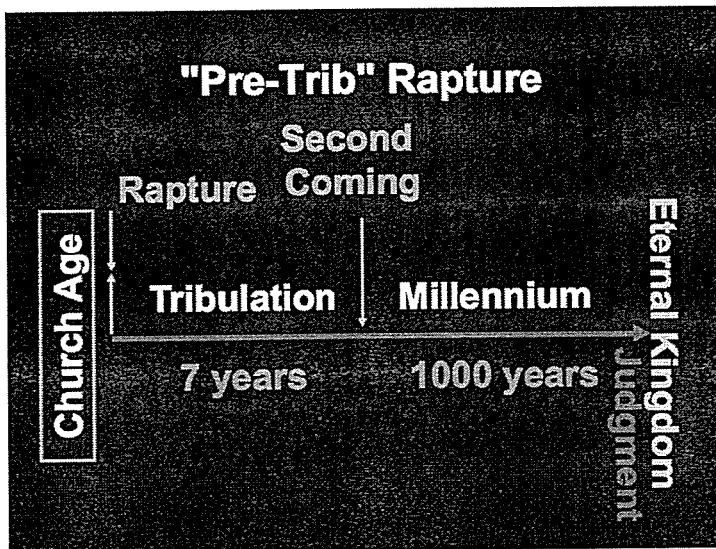 "Pre-Trib" Rapture
Second
Coming
Rapture
Church Age
Tribulation
Millennium
7 years
1000 years
Eternal Kingdom
Judgment